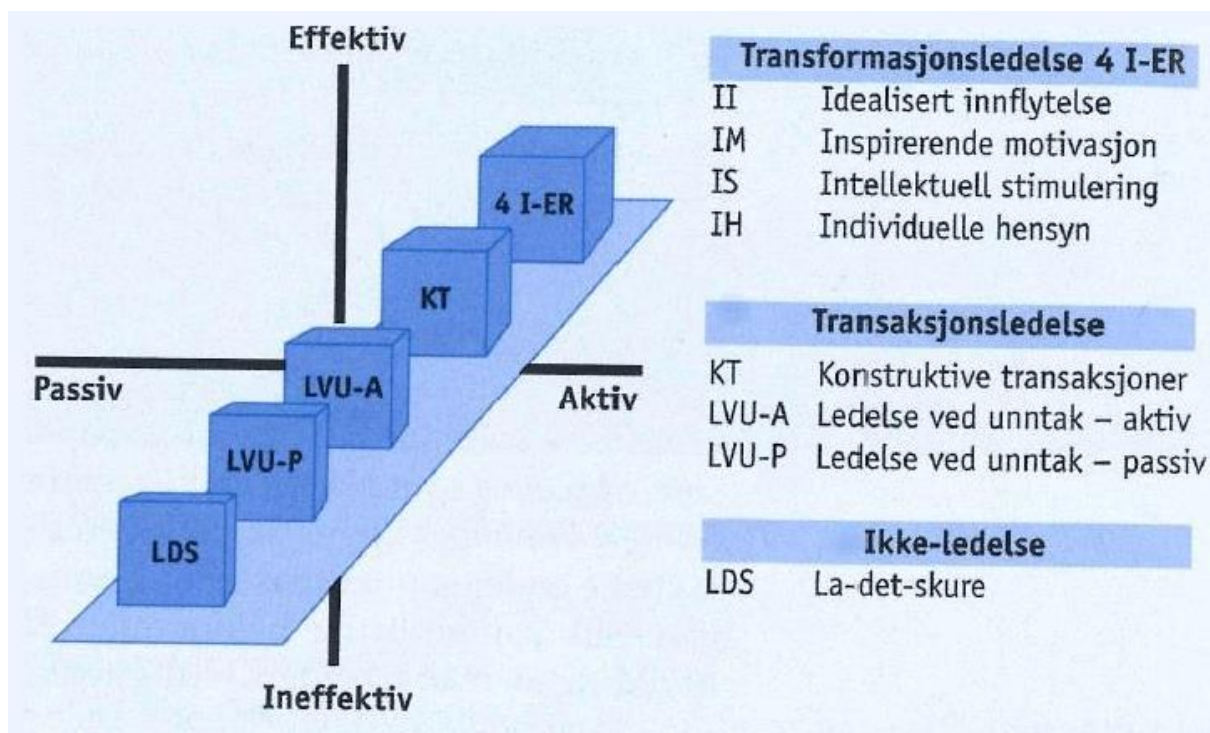 Effektiv
4 I-ER
KT
LVU-A
LVU-P
LDS
Passiv
Aktiv
Ineffektiv
Transformasjonsledelse 4 I-ER
II Idealisert innflytelse
IM Inspirerende motivasjon
IS Intellektuell stimulering
IH Individuelle hensyn
Transaksjonsledelse
KT Konstruktive transaksjoner
LVU-A Ledelse ved unntak – aktiv
LVU-P Ledelse ved unntak – passiv
Ikke-ledelse
LDS La-det-skure